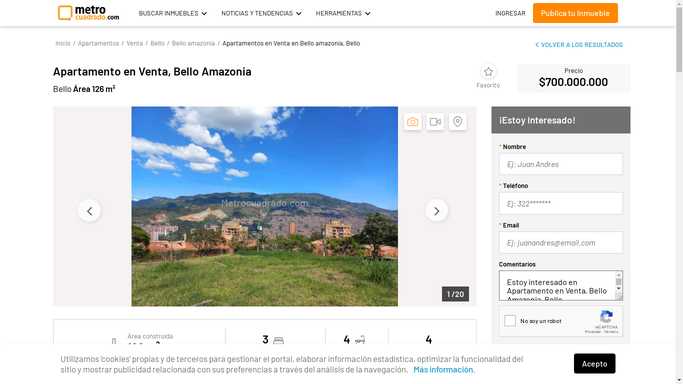 metro
cuadrado.com
BUSCAR INMUEBLES
NOTICIAS Y TENDENCIAS
HERRAMIENTAS
INGRESAR
Publica tu Inmueble
Inicio / Apartamentos / Venta / Bello / Bello amazonia / Apartamentos en Venta en Bello amazonia, Bello
VOLVER A LOS RESULTADOS
Apartamento en Venta, Bello Amazonia
Bello Área 126 m²
Favorito
Precio
$700.000.000
Metrocuadrado.com
1 / 20
¡Estoy Interesado!
* Nombre
Ej: Juan Andres
* Teléfono
Ej: 322*******
* Email
Ej: juanandres@email.com
Comentarios
Estoy interesado en
Apartamento en Venta, Bello
No soy un robot
reCAPTCHA
Privacidad - Términos
Área construida
3
4
4
Utilizamos 'cookies' propias y de terceros para gestionar el portal, elaborar información estadística, optimizar la funcionalidad del
sitio y mostrar publicidad relacionada con sus preferencias a través del análisis de la navegación. Más información.
Acepto